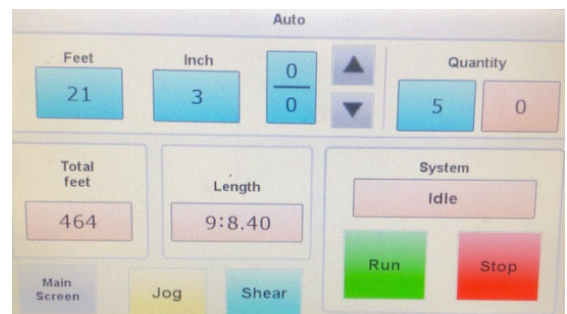 Auto
Feet
Inch
Quantity
21
3
0
0
5
0
Total
feet
464
Length
9:8.40
System
Idle
Run
Stop
Main
Screen
Jog
Shear